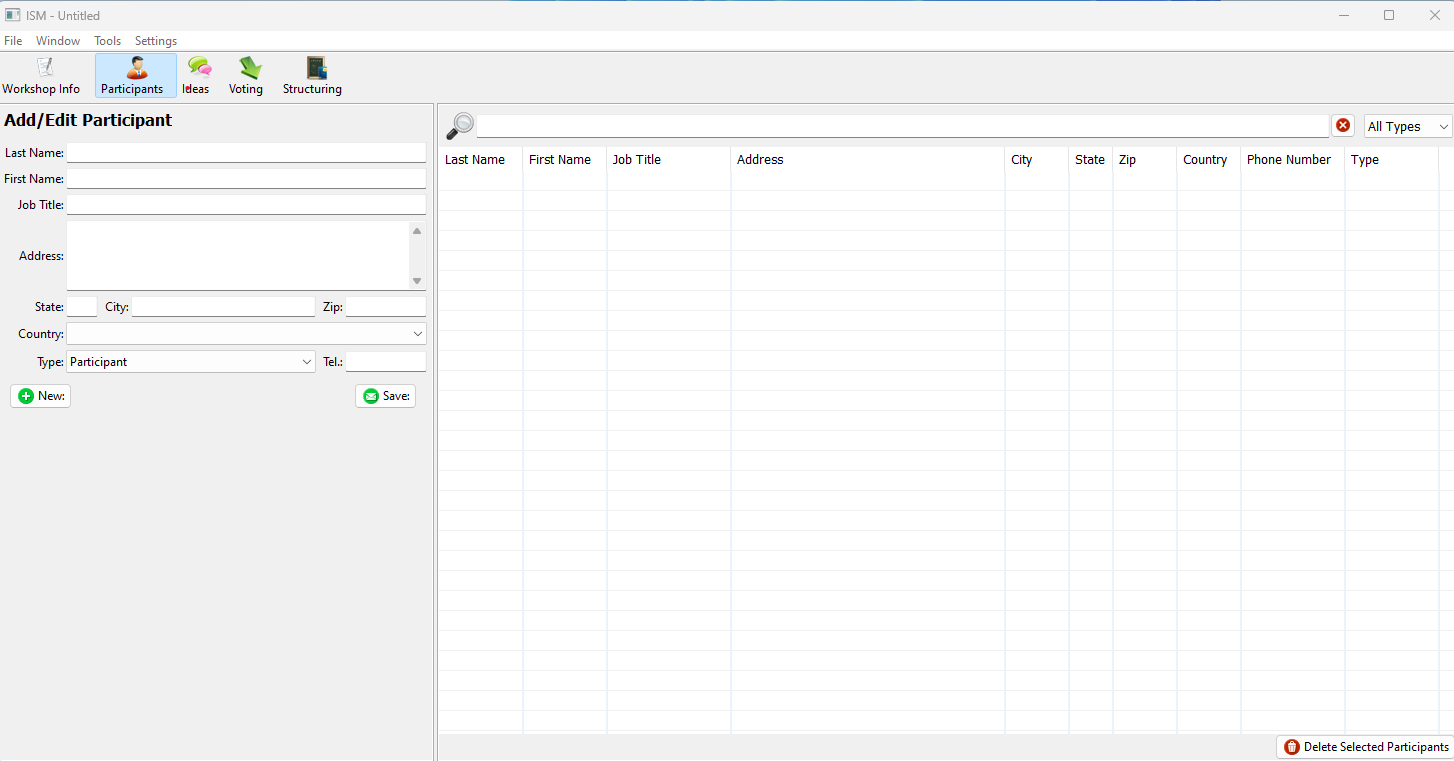 ISM - Untitled
File Window Tools Settings
Workshop Info Participants Ideas Voting Structuring
Add/Edit Participant
Last Name:
First Name:
Job Title:
Address:
State: City: Zip:
Country:
Type: Participant Tel.:
New: Save:
All Types
Last Name First Name Job Title Address City State Zip Country Phone Number Type
Delete Selected Participants